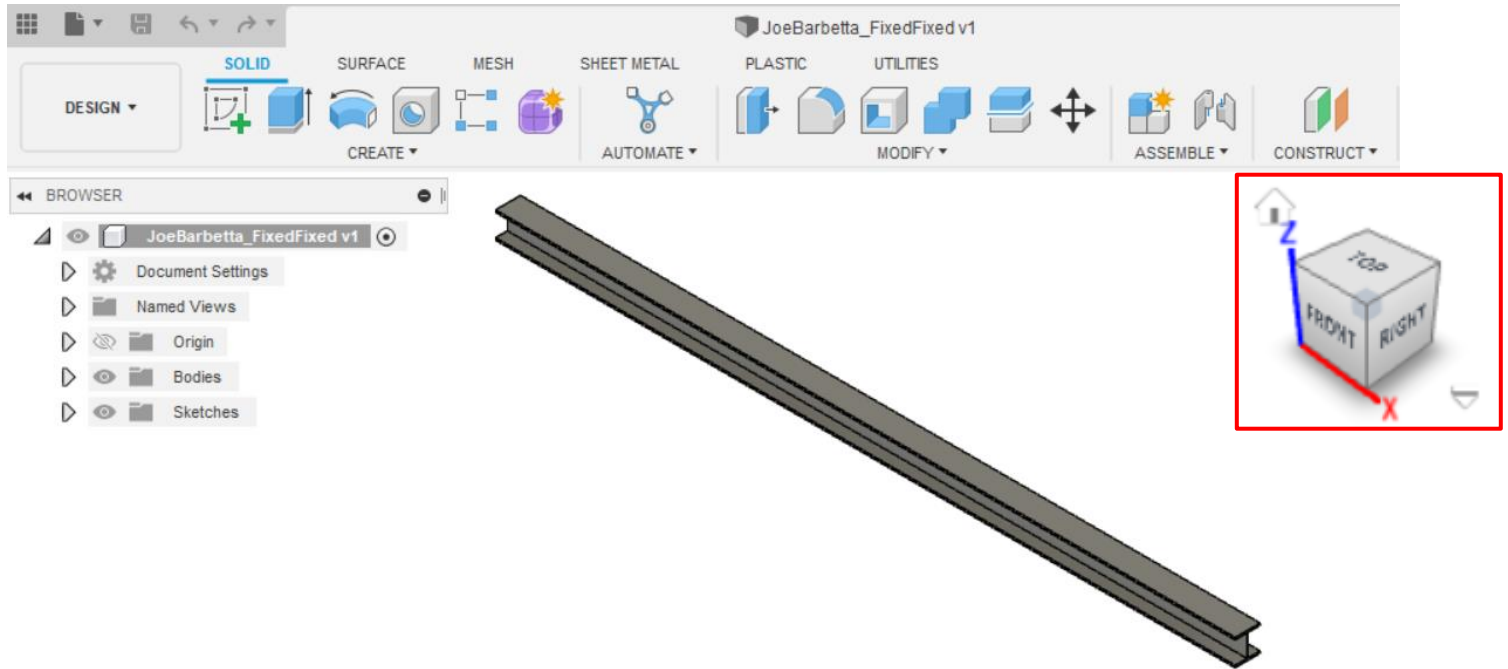 JoeBarbetta_FixedFixed v1
SOLID SURFACE MESH SHEET METAL PLASTIC UTILITIES
DESIGN
CREATE AUTOMATE MODIFY ASSEMBLE CONSTRUCT
BROWSER
JoeBarbetta_FixedFixed v1
Document Settings
Named Views
Origin
Bodies
Sketches
Z
TOP
FRONT RIGHT
X